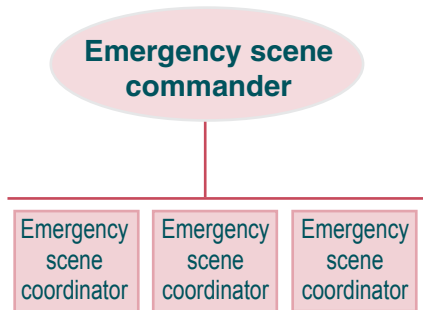 Emergency scene
commander
Emergency
scene
coordinator
Emergency
scene
coordinator
Emergency
scene
coordinator